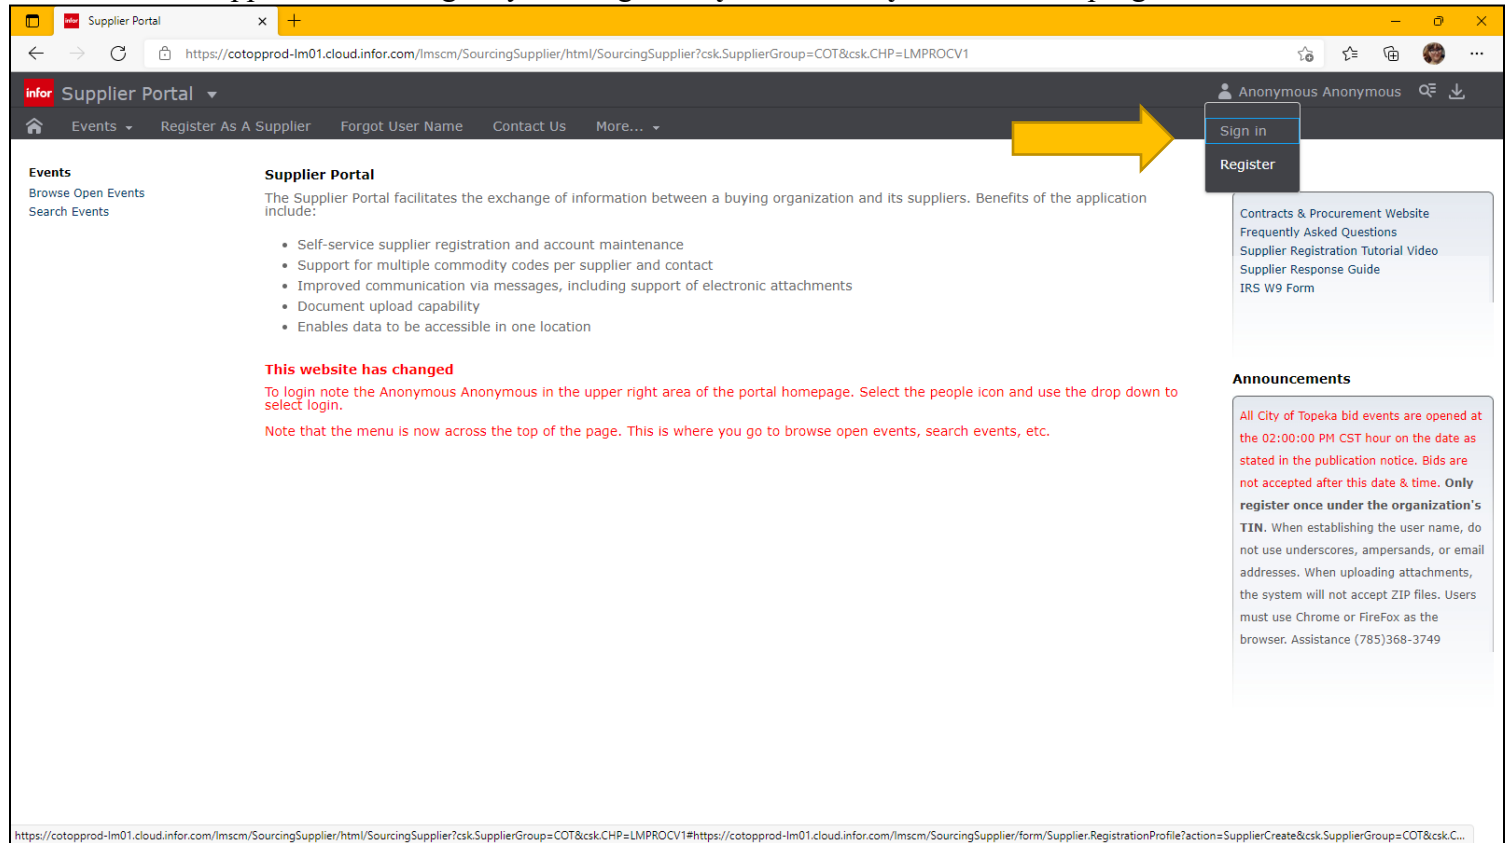 Supplier Portal
https://cotopprod-lm01.cloud.infor.com/lmscm/SourcingSupplier/html/SourcingSupplier?csk.SupplierGroup=COT&csk.CHP=LMPROCV1
infor Supplier Portal
Anonymous Anonymous
Events
Register As A Supplier
Forgot User Name
Contact Us
More...
Sign in
Register
Events
Browse Open Events
Search Events
Supplier Portal
The Supplier Portal facilitates the exchange of information between a buying organization and its suppliers. Benefits of the application
include:
• Self-service supplier registration and account maintenance
• Support for multiple commodity codes per supplier and contact
• Improved communication via messages, including support of electronic attachments
• Document upload capability
• Enables data to be accessible in one location
This website has changed
To login note the Anonymous Anonymous in the upper right area of the portal homepage. Select the people icon and use the drop down to
select login.
Note that the menu is now across the top of the page. This is where you go to browse open events, search events, etc.
Contracts & Procurement Website
Frequently Asked Questions
Supplier Registration Tutorial Video
Supplier Response Guide
IRS W9 Form
Announcements
All City of Topeka bid events are opened at
the 02:00:00 PM CST hour on the date as
stated in the publication notice. Bids are
not accepted after this date & time. Only
register once under the organization's
TIN. When establishing the user name, do
not use underscores, ampersands, or email
addresses. When uploading attachments,
the system will not accept ZIP files. Users
must use Chrome or FireFox as the
browser. Assistance (785)368-3749
https://cotopprod-lm01.cloud.infor.com/lmscm/SourcingSupplier/html/SourcingSupplier?csk.SupplierGroup=COT&csk.CHP=LMPROCV1#https://cotopprod-lm01.cloud.infor.com/lmscm/SourcingSupplier/form/Supplier.RegistrationProfile?action=SupplierCreate&csk.SupplierGroup=COT&csk.C...